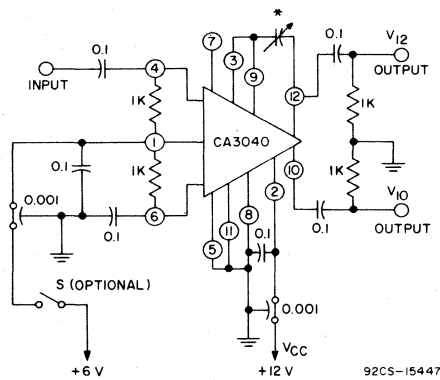 *
7
0.1
4
3
9
0.1
V12
INPUT
12
OUTPUT
1K
1K
1
CA3040
0.1
1K
10
1K
2
V10
0.001
0.1
6
8
0.1
OUTPUT
5
11
0.1
S (OPTIONAL)
0.001
VCC
+6 V
+12 V
92CS-15447